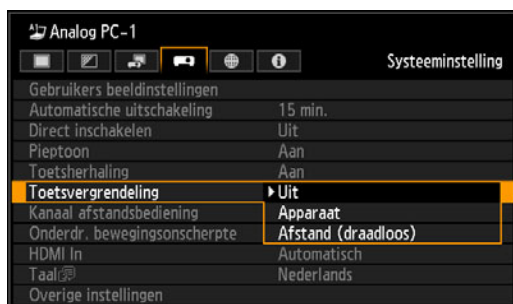 Analog PC-1
Systeeminstelling
Gebruikers beeldinstellingen
Automatische uitschakeling 15 min.
Direct inschakelen Uit
Pieptoon Aan
Toetsherhaling Aan
Toetsvergrendeling Uit
Kanaal afstandsbediening Apparaat
Onderdr. bewegingsonscherpte Afstand (draadloos)
HDMI In Automatisch
Taal Nederlands
Overige instellingen